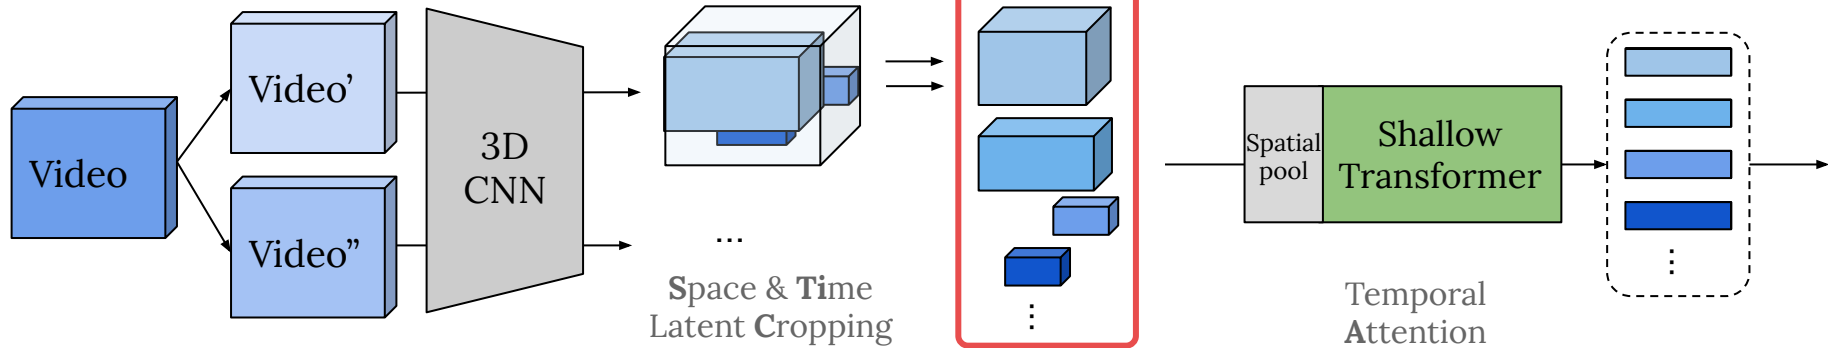 Video
Video’
Video”
3D
CNN
...
Space & Time
Latent Cropping
⋮
Spatial
pool
Shallow
Transformer
Temporal
Attention
⋮